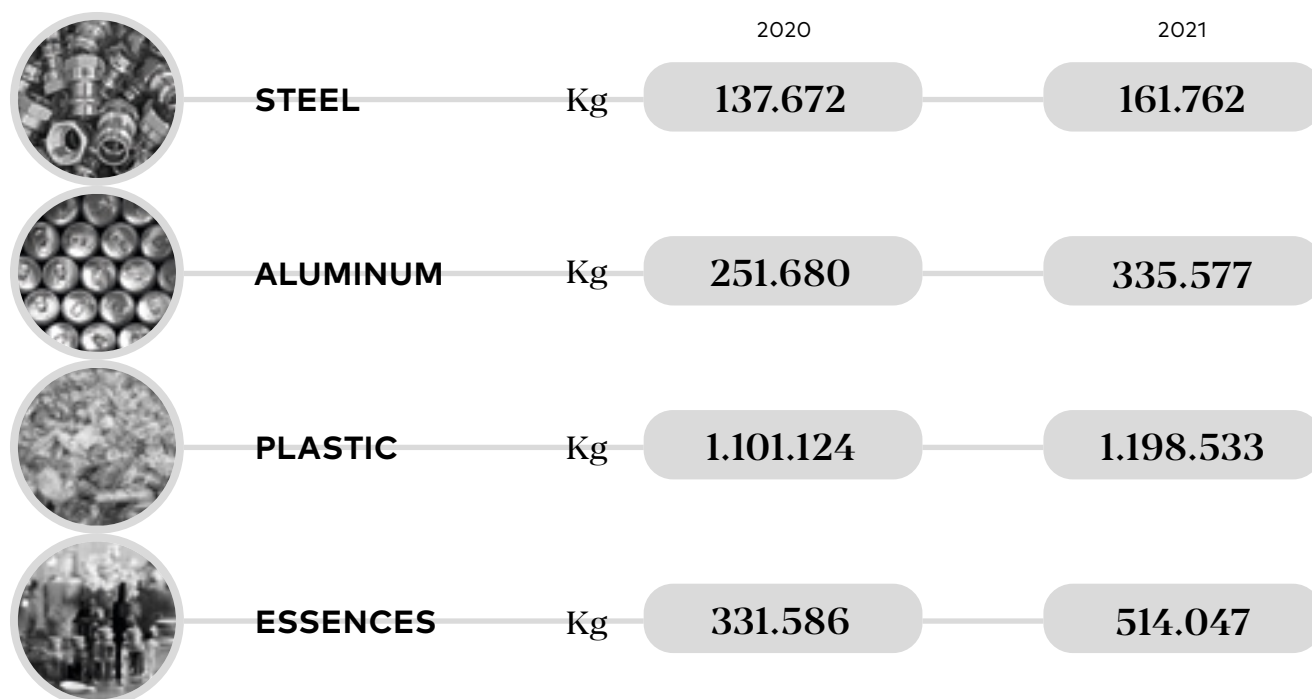 2020 2021
STEEL Kg 137.672 161.762
ALUMINUM Kg 251.680 335.577
PLASTIC Kg 1.101.124 1.198.533
ESSENCES Kg 331.586 514.047